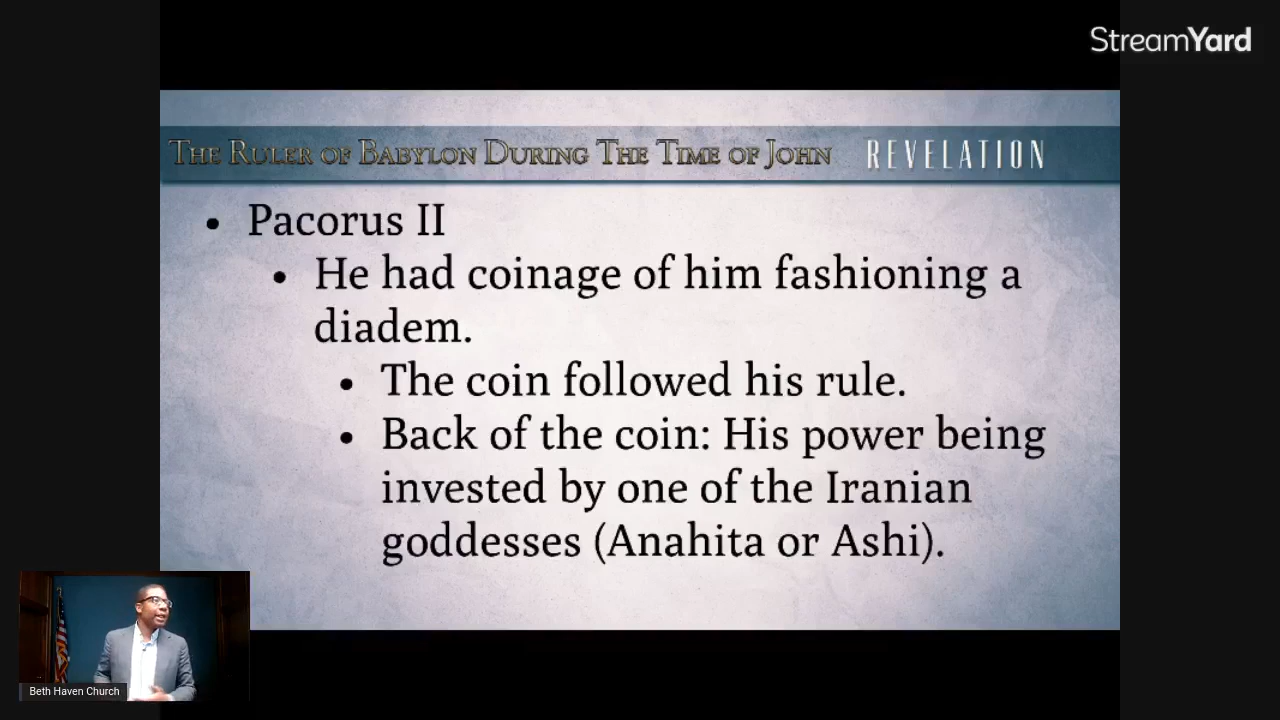 StreamYard
The Ruler of Babylon During The Time of John REVELATION
• Pacorus II
• He had coinage of him fashioning a
diadem.
• The coin followed his rule.
• Back of the coin: His power being
invested by one of the Iranian
goddesses (Anahita or Ashi).
Beth Haven Church